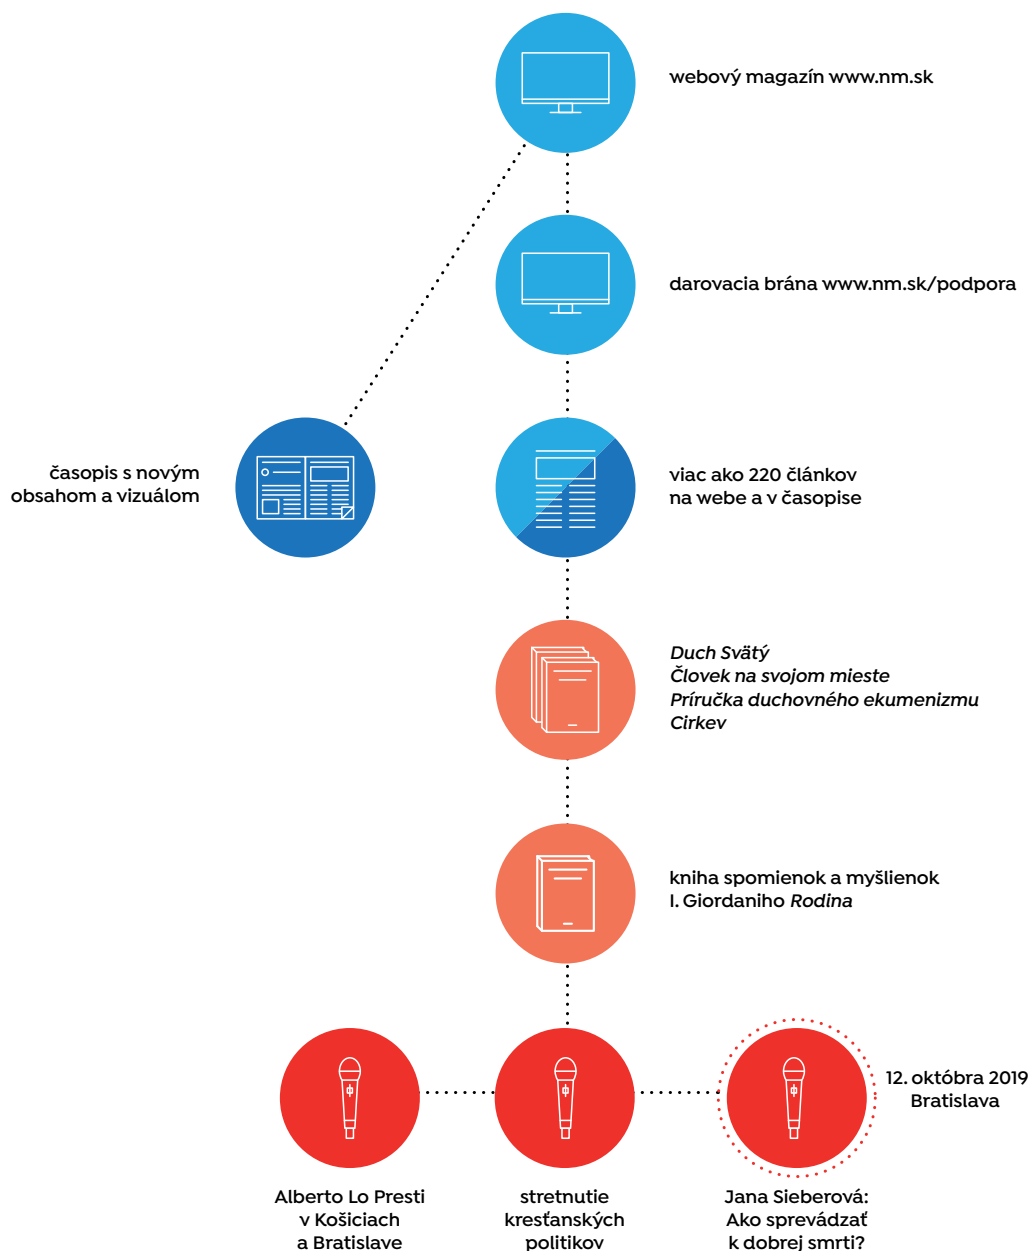 webový magazín www.nm.sk
darovacia brána www.nm.sk/podpora
časopis s novým
obsahom a vizuálom
viac ako 220 článkov
na webe a v časopise
Duch Svätý
Človek na svojom mieste
Príručka duchovného ekumenizmu
Cirkev
kniha spomienok a myšlienok
I. Giordaniho Rodina
12. októbra 2019
Bratislava
Alberto Lo Presti
v Košiciach
a Bratislave
stretnutie
kresťanských
politikov
Jana Sieberová:
Ako sprevádzať
k dobrej smrti?